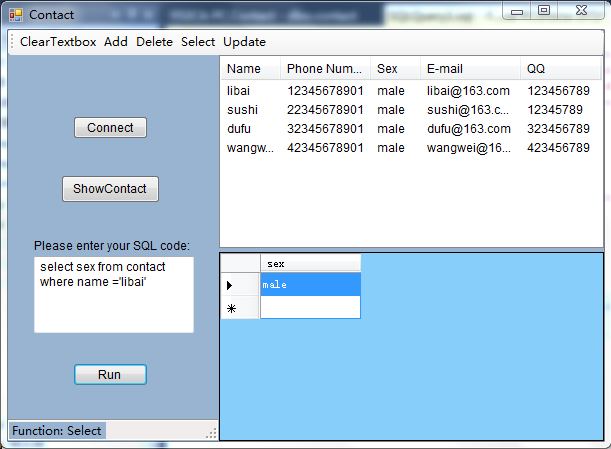 Contact
ClearTextbox Add Delete Select Update
Name Phone Num... Sex E-mail QQ
libai 12345678901 male libai@163.com 123456789
sushi 22345678901 male sushi@163.c... 12345789
dufu 32345678901 male dufu@163.com 323456789
wangw... 42345678901 male wangwei@16... 423456789
Connect
ShowContact
Please enter your SQL code:
select sex from contact
where name ='libai'
Run
sex
male
Function: Select